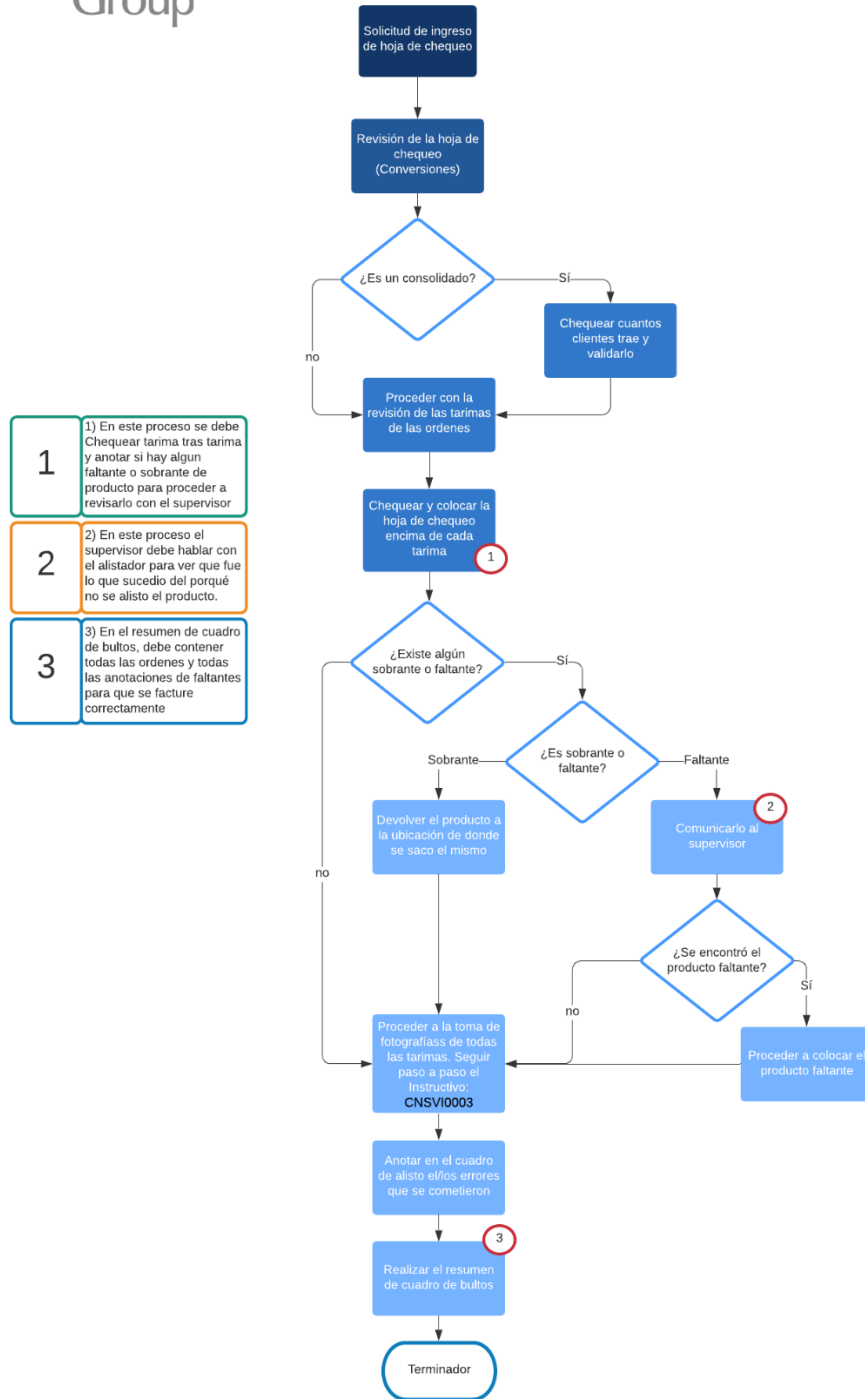 Group
Solicitud de ingreso
de hoja de chequeo
Revisión de la hoja de
chequeo
(Conversiones)
¿Es un consolidado?
Sí
no
Chequear cuantos
clientes trae y
validarlo
Proceder con la
revisión de las tarimas
de las ordenes
Chequear y colocar la
hoja de chequeo
encima de cada
tarima
1
1
1) En este proceso se debe
Chequear tarima tras tarima
y anotar si hay algun
faltante o sobrante de
producto para proceder a
revisarlo con el supervisor
2
2) En este proceso el
supervisor debe hablar con
el alistador para ver que fue
lo que sucedio del porqué
no se alisto el producto.
3
3) En el resumen de cuadro
de bultos, debe contener
todas las ordenes y todas
las anotaciones de faltantes
para que se facture
correctamente
¿Existe algún
sobrante o faltante?
Sí
no
¿Es sobrante o
faltante?
Sobrante
Faltante
Devolver el producto a
la ubicación de donde
se saco el mismo
2
Comunicarlo al
supervisor
¿Se encontró el
producto faltante?
Sí
no
Proceder a colocar el
producto faltante
Proceder a la toma de
fotografíass de todas
las tarimas. Seguir
paso a paso el
Instructivo:
CNSVI0003
Anotar en el cuadro
de alisto el/los errores
que se cometieron
3
Realizar el resumen
de cuadro de bultos
Terminador